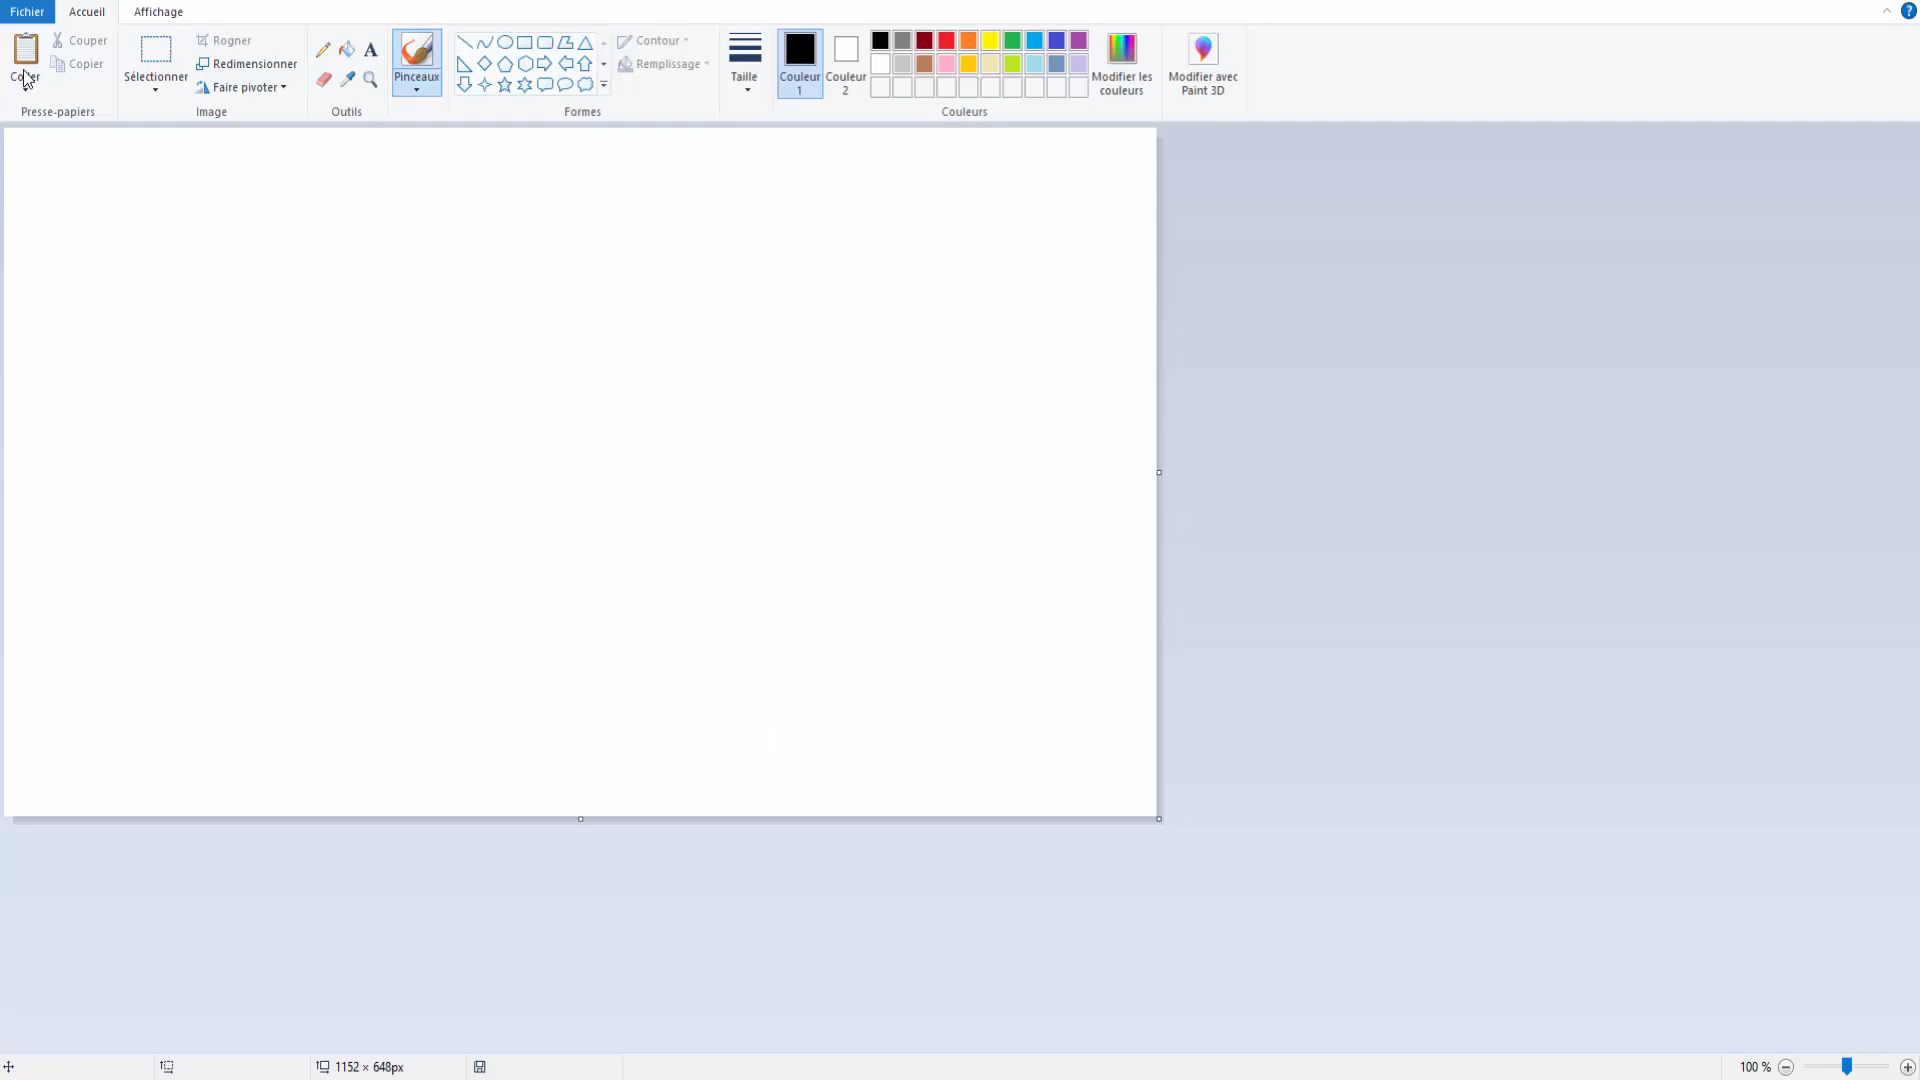 Fichier
Accueil
Affichage
Couper
Copier
Presse-papiers
Sélectionner
Rogner
Redimensionner
Faire pivoter
Image
A
Outils
Pinceaux
Formes
Contour
Remplissage
Taille
Couleur
1
Couleur
2
Modifier les
couleurs
Couleurs
Modifier avec
Paint 3D
?
1152 × 648px
100 %